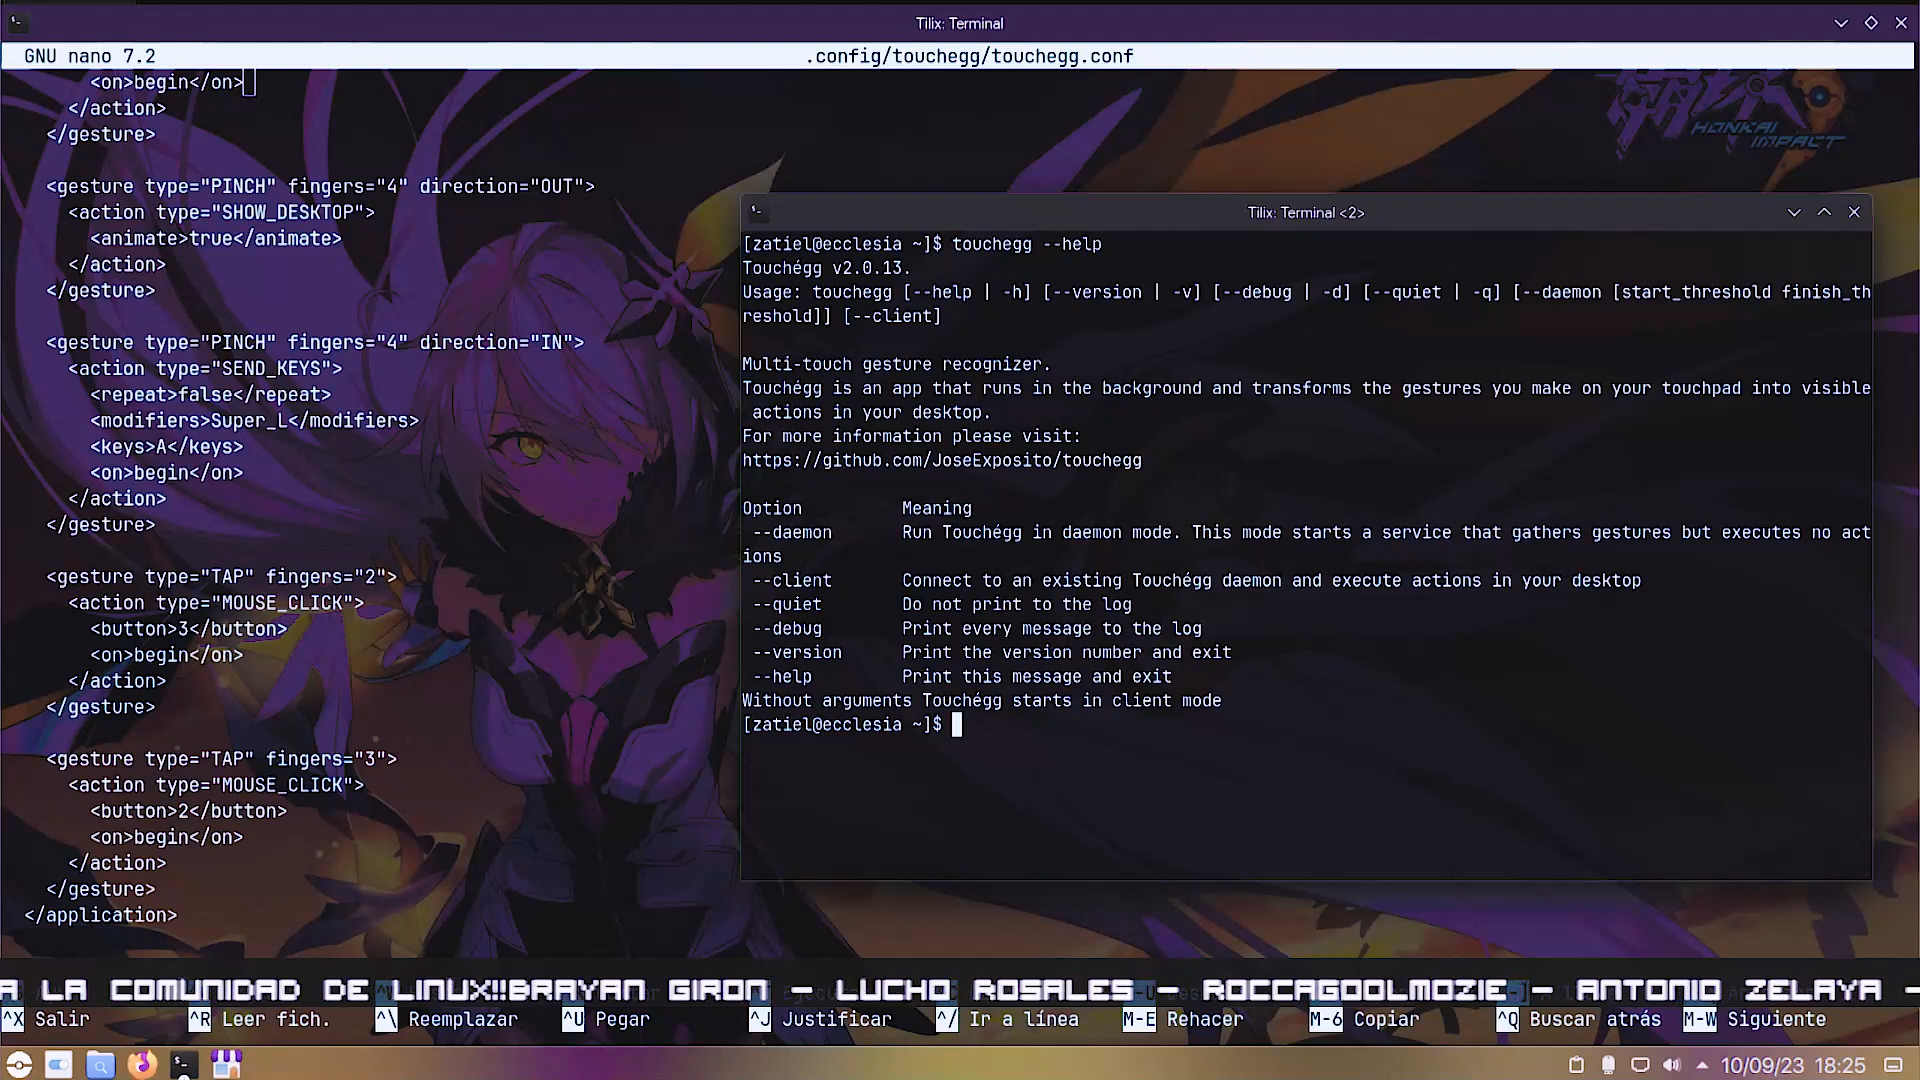 Tilix: Terminal
GNU nano 7.2 .config/touchegg/touchegg.conf
<on>begin</on>
</action>
</gesture>
<gesture type="PINCH" fingers="4" direction="OUT">
<action type="SHOW_DESKTOP">
<animate>true</animate>
</action>
</gesture>
<gesture type="PINCH" fingers="4" direction="IN">
<action type="SEND_KEYS">
<repeat>false</repeat>
<modifiers>Super_L</modifiers>
<keys>A</keys>
<on>begin</on>
</action>
</gesture>
<gesture type="TAP" fingers="2">
<action type="MOUSE_CLICK">
<button>3</button>
<on>begin</on>
</action>
</gesture>
<gesture type="TAP" fingers="3">
<action type="MOUSE_CLICK">
<button>2</button>
<on>begin</on>
</action>
</gesture>
</application>
HONKAI
IMPACT
Tilix: Terminal <2>
[zatiel@ecclesia ~]$ touchegg --help
Touchégg v2.0.13.
Usage: touchegg [--help | -h] [--version | -v] [--debug | -d] [--quiet | -q] [--daemon [start_threshold finish_th
reshold]] [--client]
Multi-touch gesture recognizer.
Touchégg is an app that runs in the background and transforms the gestures you make on your touchpad into visible
actions in your desktop.
For more information please visit:
https://github.com/JoseExposito/touchegg
Option Meaning
--daemon Run Touchégg in daemon mode. This mode starts a service that gathers gestures but executes no act
ions
--client Connect to an existing Touchégg daemon and execute actions in your desktop
--quiet Do not print to the log
--debug Print every message to the log
--version Print the version number and exit
--help Print this message and exit
Without arguments Touchégg starts in client mode
[zatiel@ecclesia ~]$
A LA COMUNIDAD DE LINUX!!BRAYAN GIRON - LUCHO ROSALES - ROCCAGOOLMOZIE - ANTONIO ZELAYA -
^X Salir ^R Leer fich. ^\ Reemplazar ^U Pegar ^J Justificar ^/ Ir a línea M-E Rehacer M-6 Copiar ^Q Buscar atrás M-W Siguiente
10/09/23 18:25